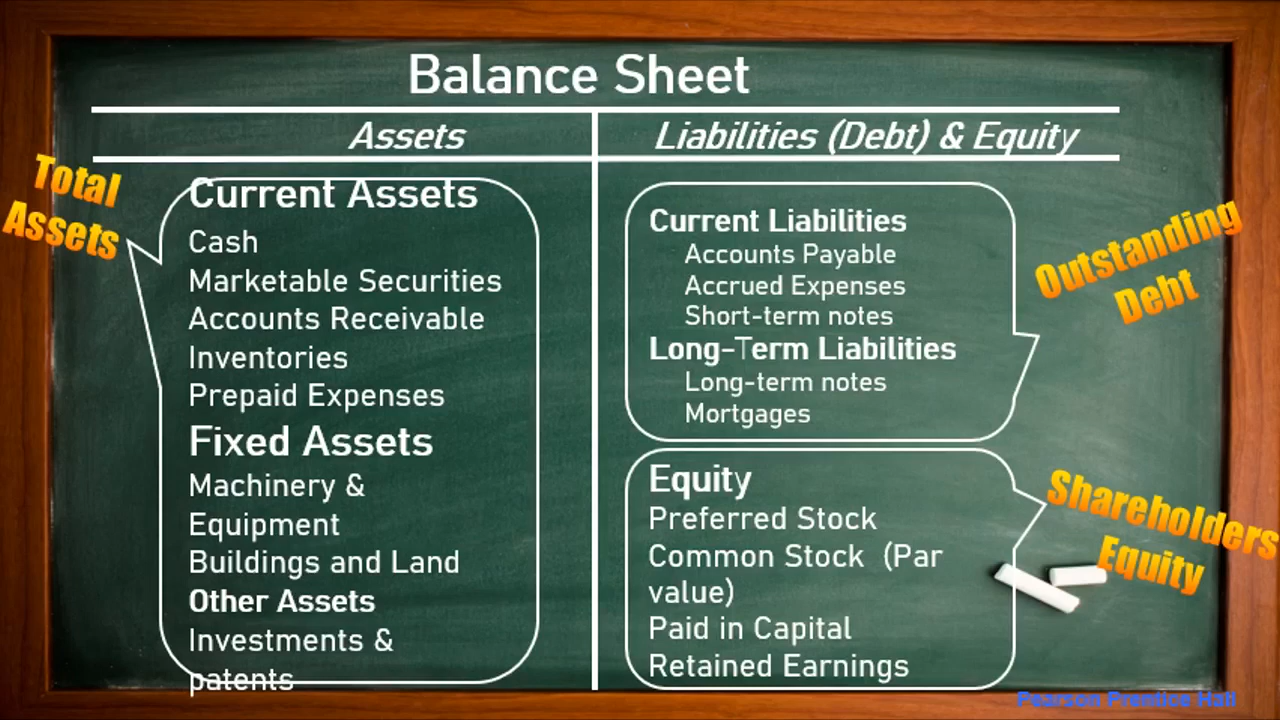 Balance Sheet
Assets
Liabilities (Debt) & Equity
Total
Assets
Current Assets
Cash
Marketable Securities
Accounts Receivable
Inventories
Prepaid Expenses
Fixed Assets
Machinery &
Equipment
Buildings and Land
Other Assets
Investments &
patents
Current Liabilities
Accounts Payable
Accrued Expenses
Short-term notes
Long-Term Liabilities
Long-term notes
Mortgages
Outstanding
Debt
Equity
Preferred Stock
Common Stock (Par
value)
Paid in Capital
Retained Earnings
Shareholders
Equity
Pearson Prentice Hall